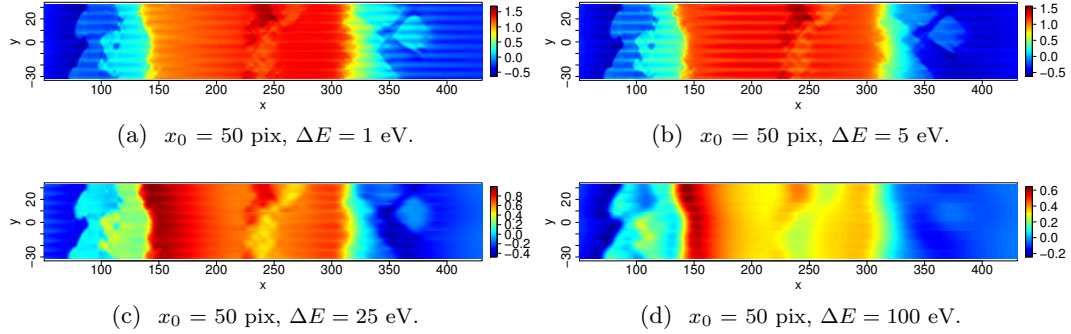 y
−30 0 20
100 150 200 250 300 350 400
x
−0.5 0.0 0.5 1.0 1.5
(a) x₀ = 50 pix, ΔE = 1 eV.
y
−30 0 20
100 150 200 250 300 350 400
x
−0.5 0.0 0.5 1.0 1.5
(b) x₀ = 50 pix, ΔE = 5 eV.
y
−30 0 20
100 150 200 250 300 350 400
x
−0.4 −0.2 0.0 0.2 0.4 0.6 0.8
(c) x₀ = 50 pix, ΔE = 25 eV.
y
−30 0 20
100 150 200 250 300 350 400
x
−0.2 0.0 0.2 0.4 0.6
(d) x₀ = 50 pix, ΔE = 100 eV.